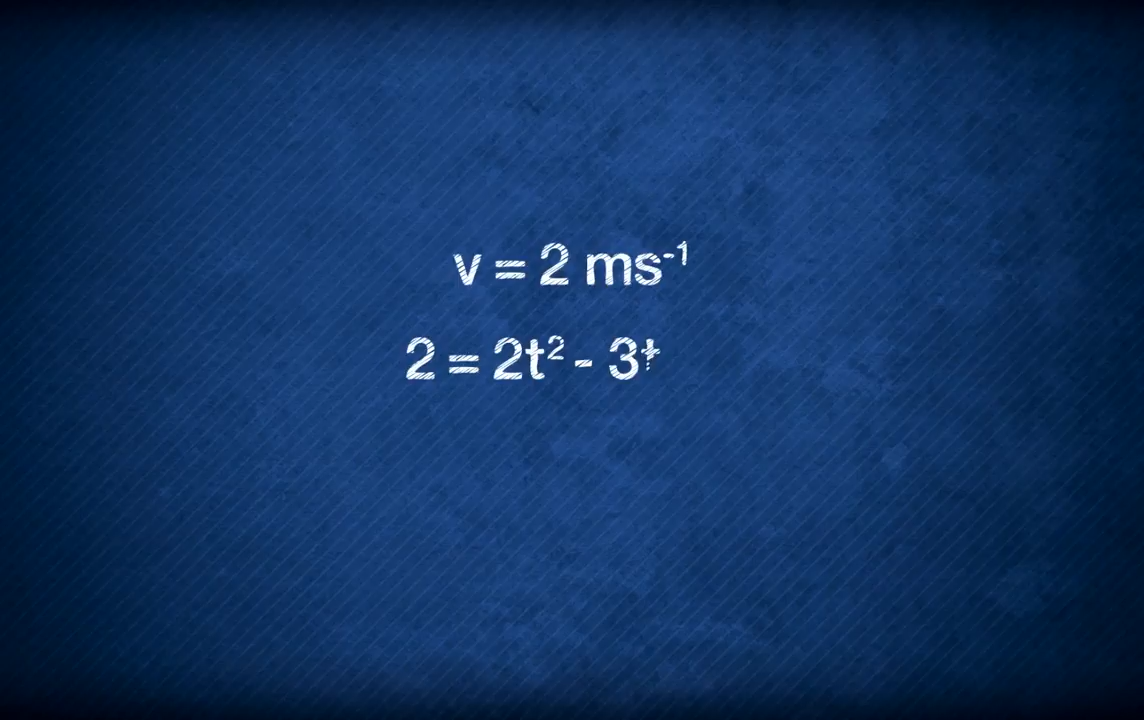 v = 2 ms⁻¹
2 = 2t² - 3t